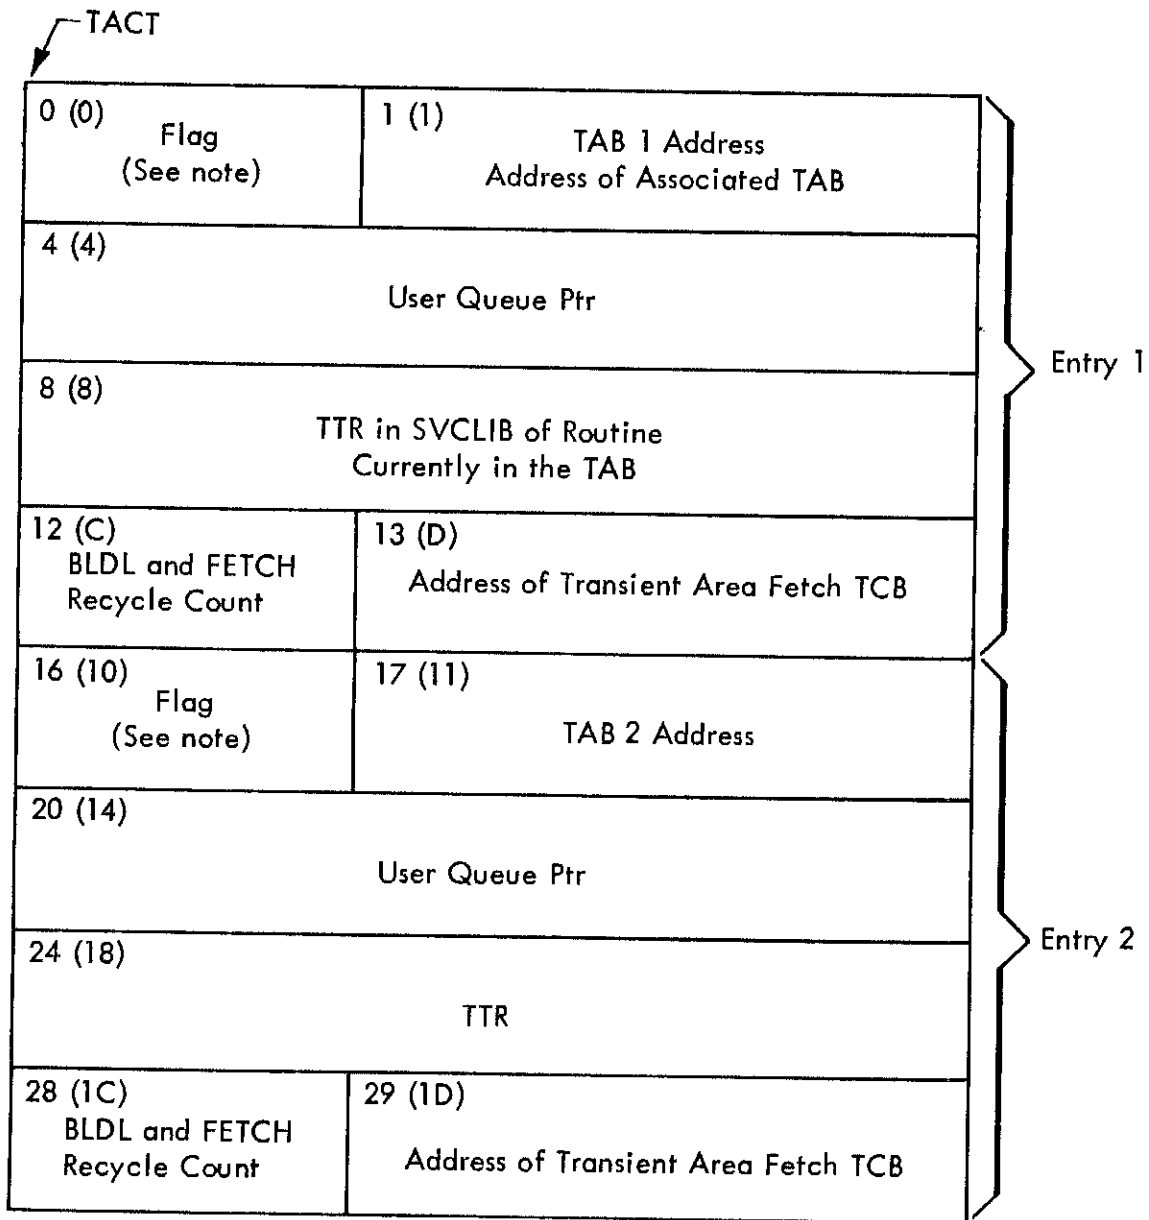 TACT
0 (0)
Flag
(See note)
1 (1)
TAB 1 Address
Address of Associated TAB
4 (4)
User Queue Ptr
8 (8)
TTR in SVCLIB of Routine
Currently in the TAB
12 (C)
BLDL and FETCH
Recycle Count
13 (D)
Address of Transient Area Fetch TCB
Entry 1
16 (10)
Flag
(See note)
17 (11)
TAB 2 Address
20 (14)
User Queue Ptr
24 (18)
TTR
28 (1C)
BLDL and FETCH
Recycle Count
29 (1D)
Address of Transient Area Fetch TCB
Entry 2